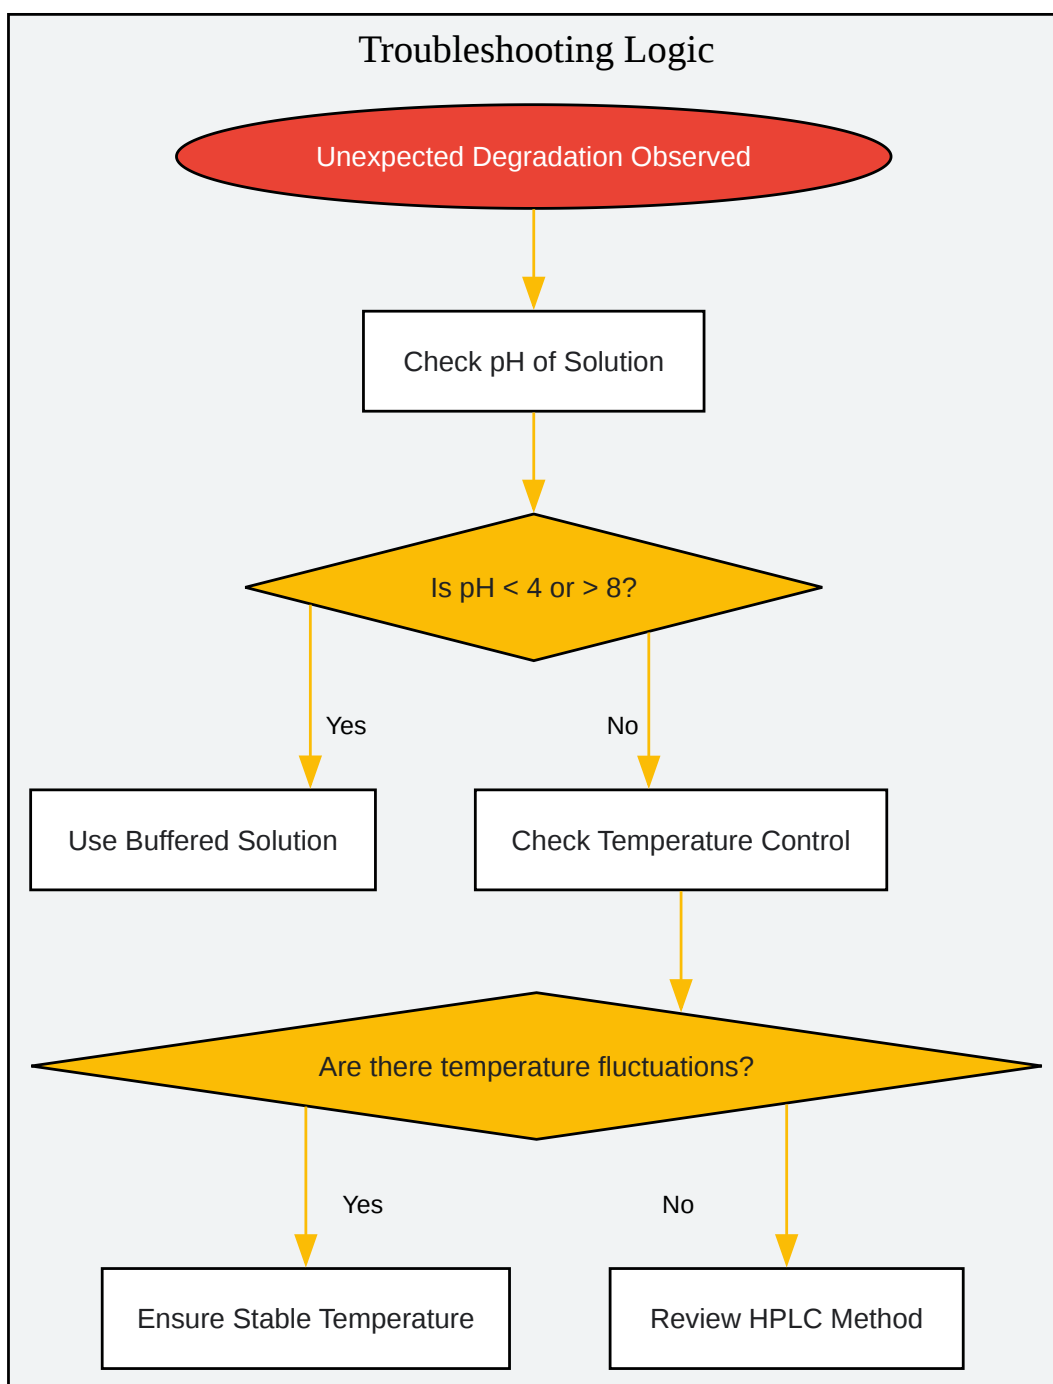 Troubleshooting Logic
Unexpected Degradation Observed
Check pH of Solution
Is pH < 4 or > 8?
Yes
No
Use Buffered Solution
Check Temperature Control
Are there temperature fluctuations?
Yes
No
Ensure Stable Temperature
Review HPLC Method